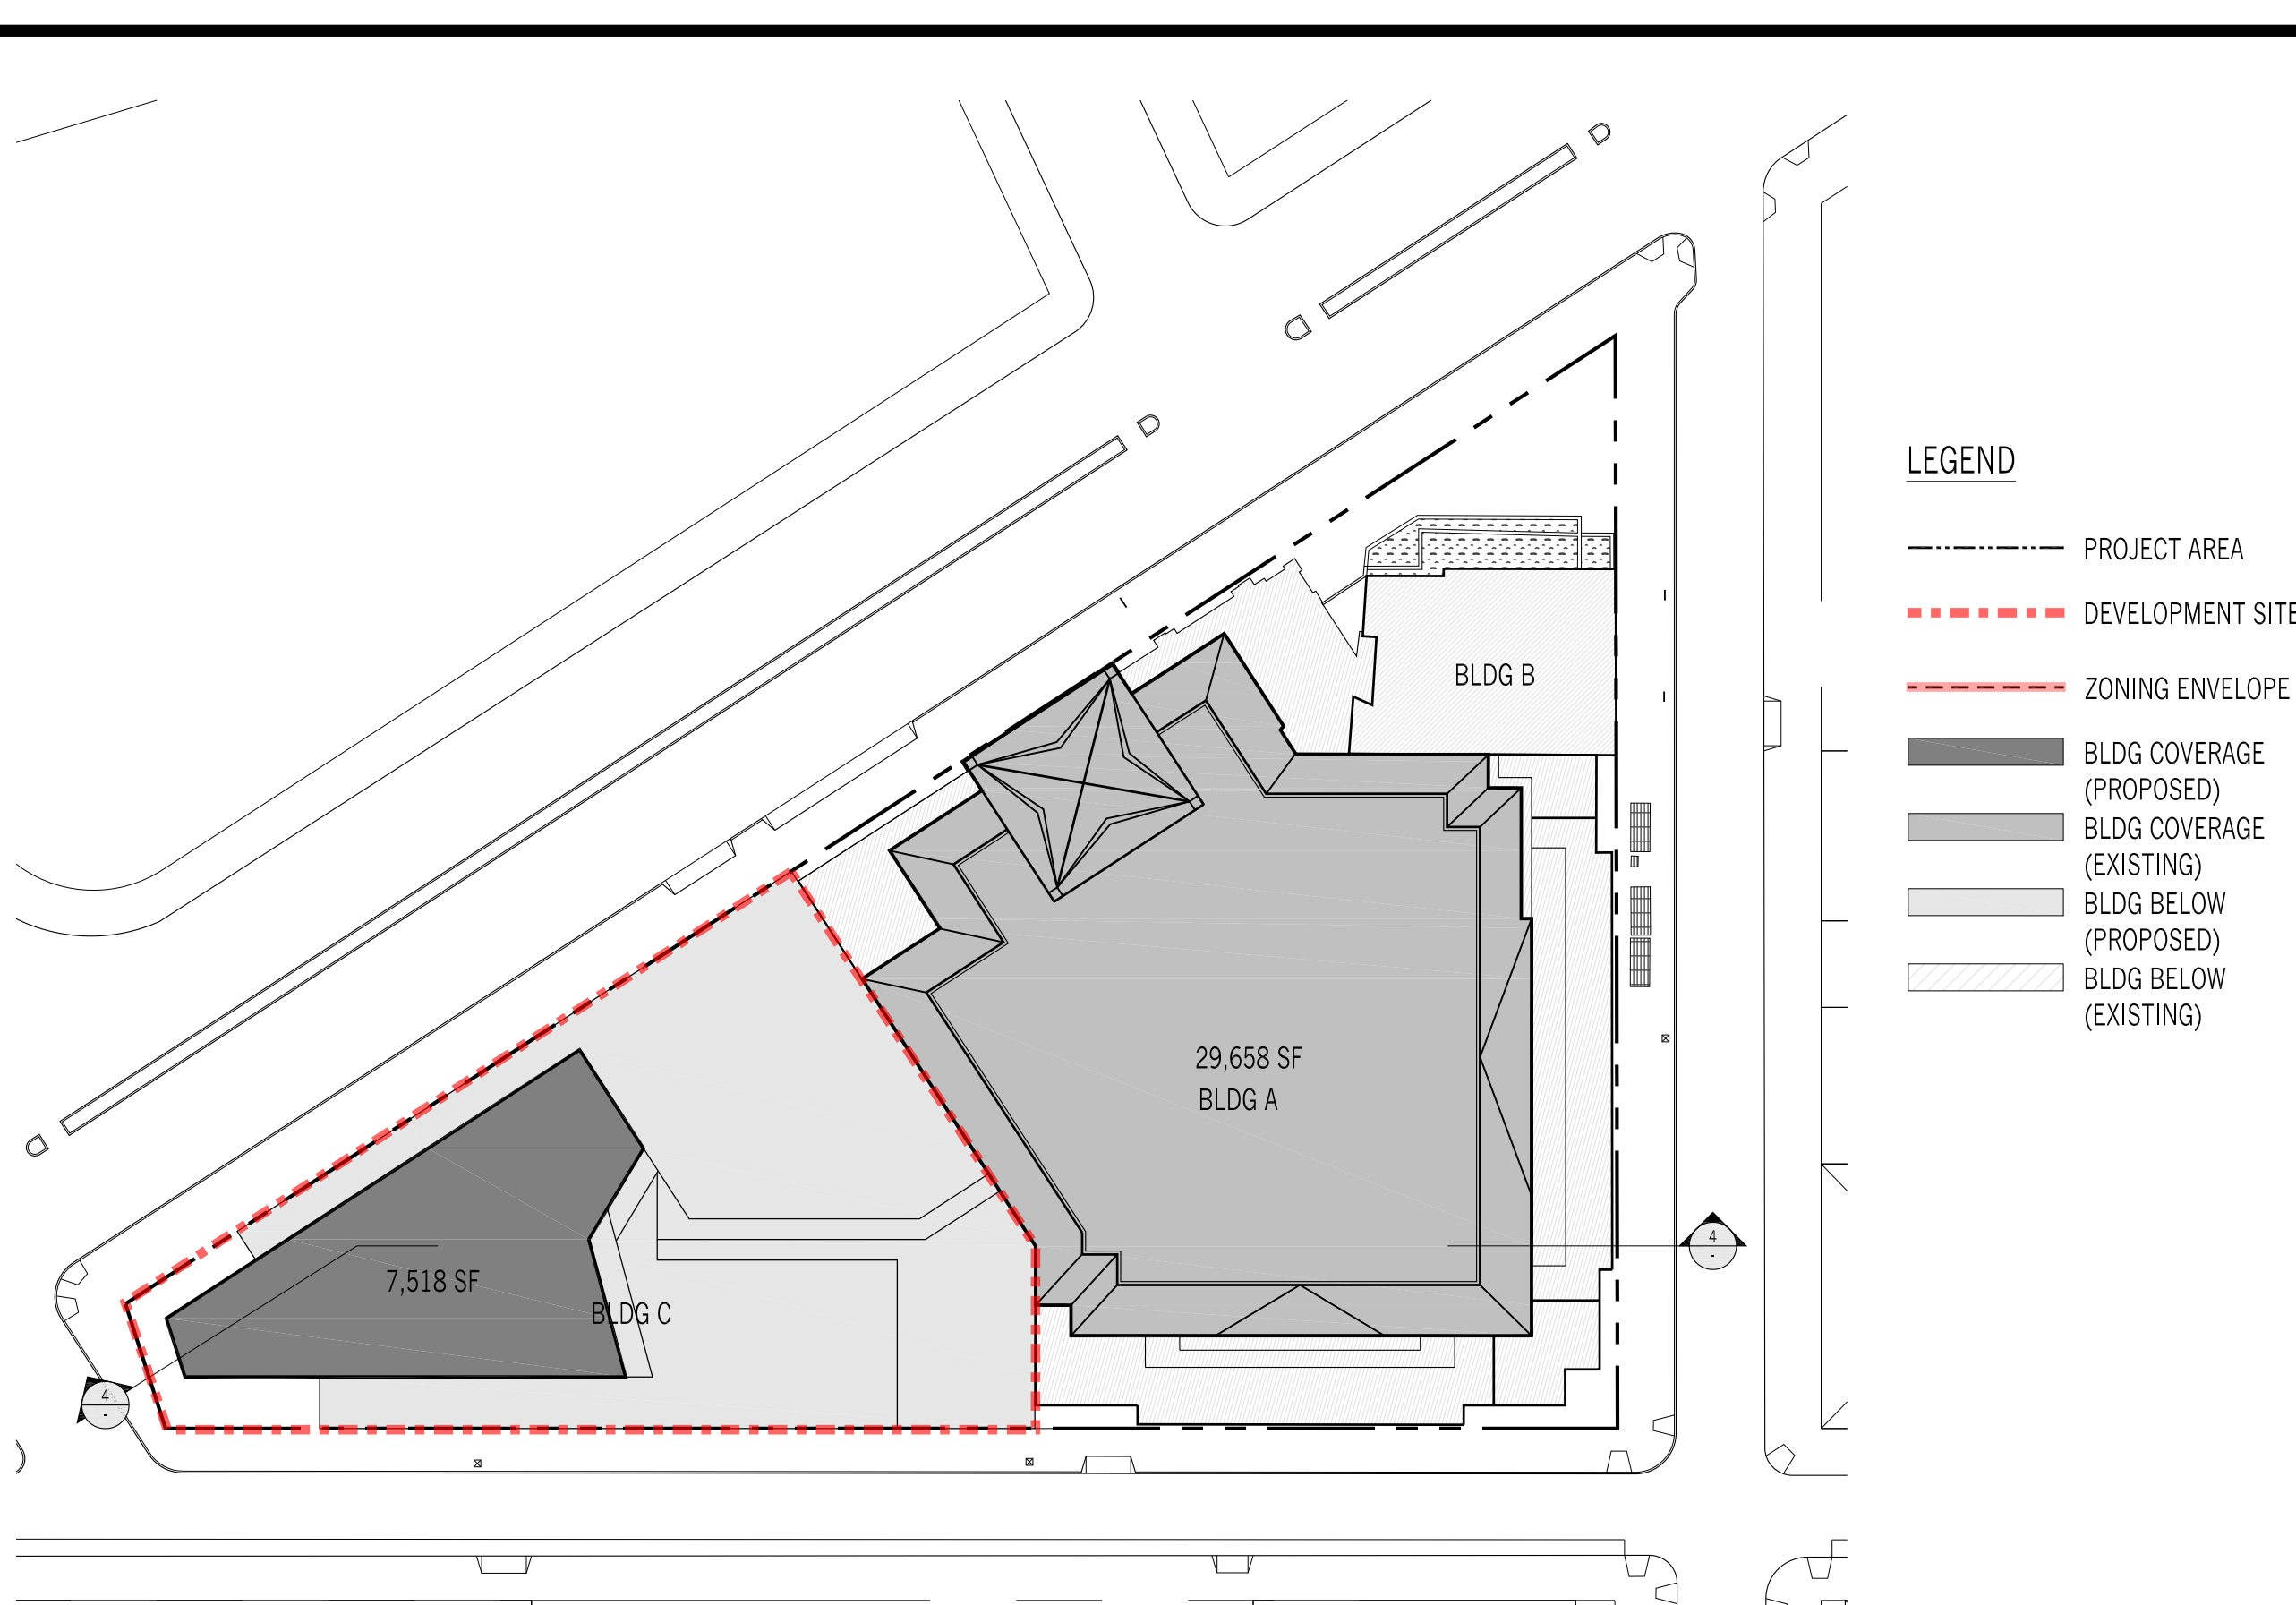 LEGEND
PROJECT AREA
DEVELOPMENT SITE
ZONING ENVELOPE
BLDG COVERAGE
(PROPOSED)
BLDG COVERAGE
(EXISTING)
BLDG BELOW
(PROPOSED)
BLDG BELOW
(EXISTING)
BLDG B
29,658 SF
BLDG A
4
-
7,518 SF
BLDG C
4
-